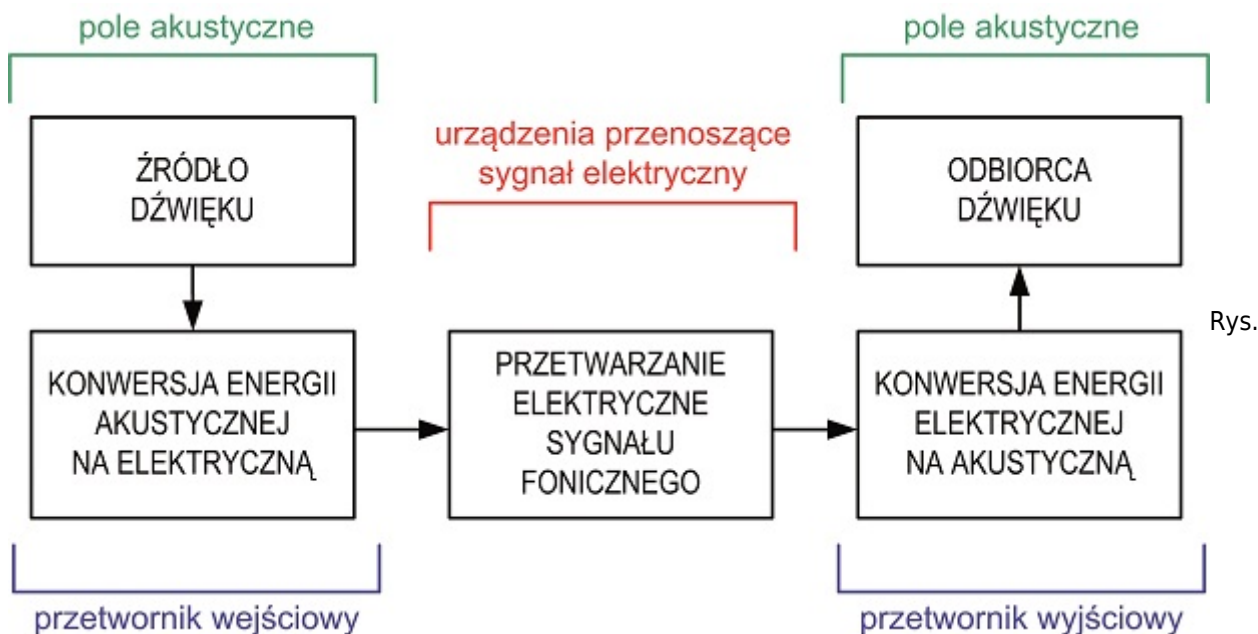 pole akustyczne
pole akustyczne
ŹRÓDŁO
DŹWIĘKU
urządzenia przenoszące
sygnał elektryczny
ODBIORCA
DŹWIĘKU
KONWERSJA ENERGII
AKUSTYCZNEJ
NA ELEKTRYCZNĄ
PRZETWARZANIE
ELEKTRYCZNE
SYGNAŁU
FONICZNEGO
KONWERSJA ENERGII
ELEKTRYCZNEJ
NA AKUSTYCZNĄ
Rys.
przetwornik wejściowy
przetwornik wyjściowy